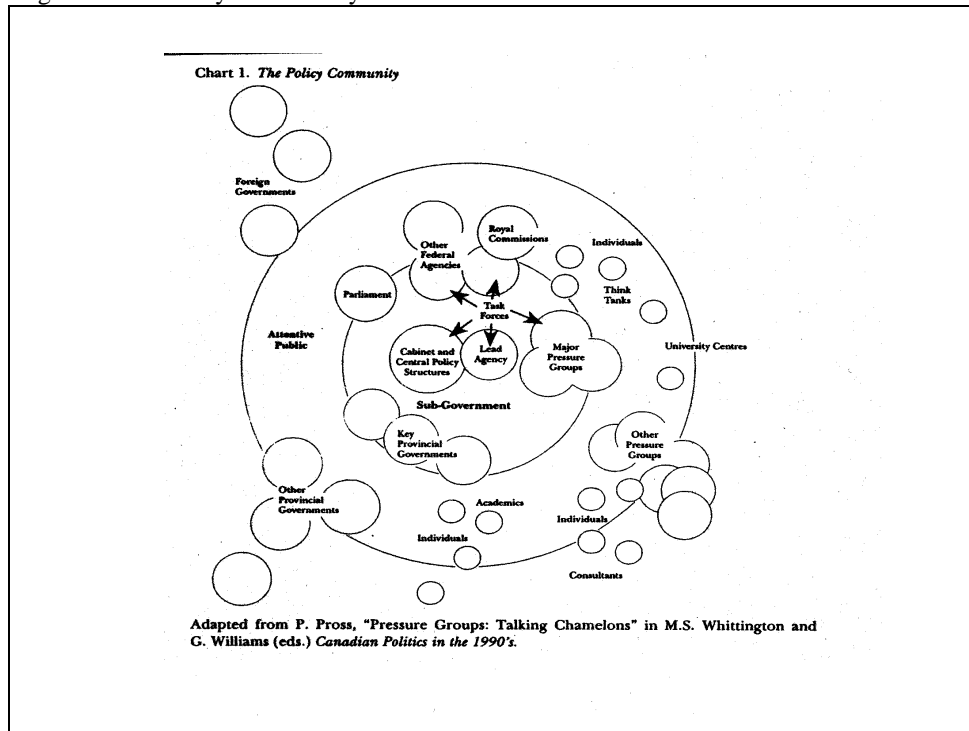 Chart 1. The Policy Community
Foreign
Governments
Royal
Commissions
Other
Federal
Agencies
Individuals
Think
Tanks
Parliament
Task
Forces
Attentive
Public
Cabinet and
Central Policy
Structures
Lead
Agency
Major
Pressure
Groups
University Centres
Sub-Government
Key
Provincial
Governments
Other
Pressure
Groups
Other
Provincial
Governments
Academics
Individuals
Individuals
Consultants
Adapted from P. Pross, "Pressure Groups: Talking Chamelons" in M.S. Whittington and
G. Williams (eds.) Canadian Politics in the 1990's.